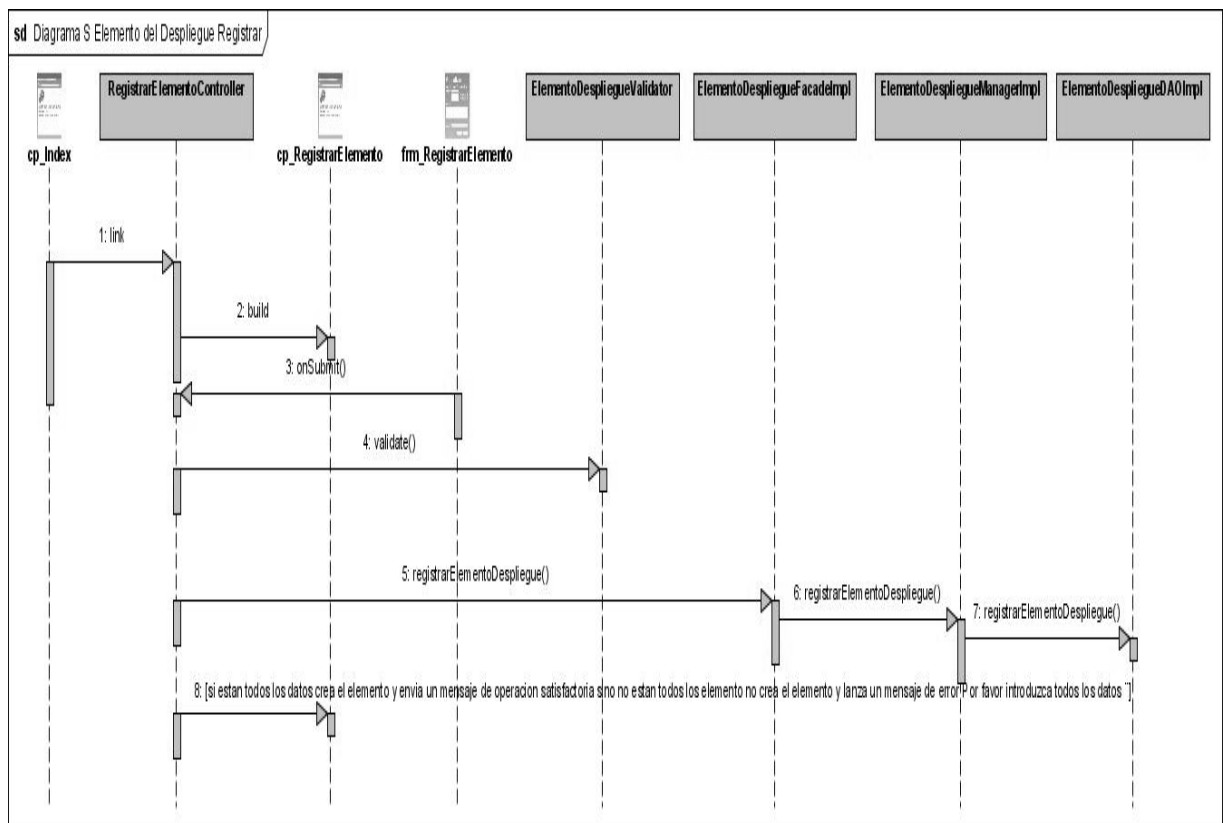 sd Diagrama S Elemento del Despliegue Registrar
cp_Index
RegistrarElementoController
cp_RegistrarElemento
frm_RegistrarElemento
ElementoDespliegueValidator
ElementoDespliegueFacadeImpl
ElementoDespliegueManagerImpl
ElementoDespliegueDAOImpl
1: link
2: build
3: onSubmit()
4: validate()
5: registrarElementoDespliegue()
6: registrarElementoDespliegue()
7: registrarElementoDespliegue()
8: [si estan todos los datos crea el elemento y envia un mensaje de operacion satisfactoria sino no estan todos los elemento no crea el elemento y lanza un mensaje de error Por favor introduzca todos los datos ¨]